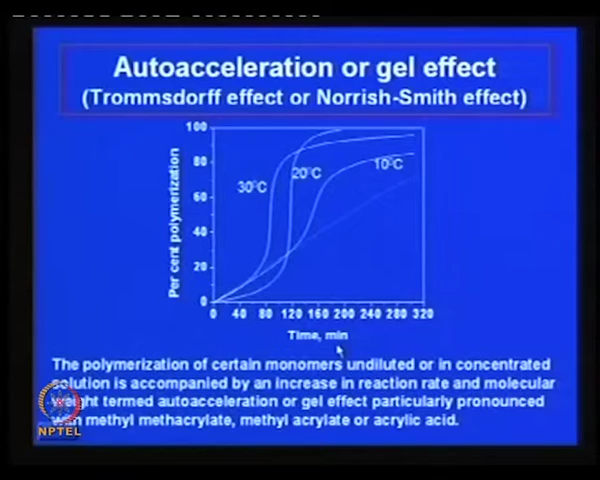 Autoacceleration or gel effect
(Trommsdorff effect or Norrish-Smith effect)
100
80
60
40
20
0
Per cent polymerization
30°C
20°C
10°C
0 40 80 120 160 200 240 280 320
Time, min
The polymerization of certain monomers undiluted or in concentrated
solution is accompanied by an increase in reaction rate and molecular
weight termed autoacceleration or gel effect particularly pronounced
with methyl methacrylate, methyl acrylate or acrylic acid.
NPTEL